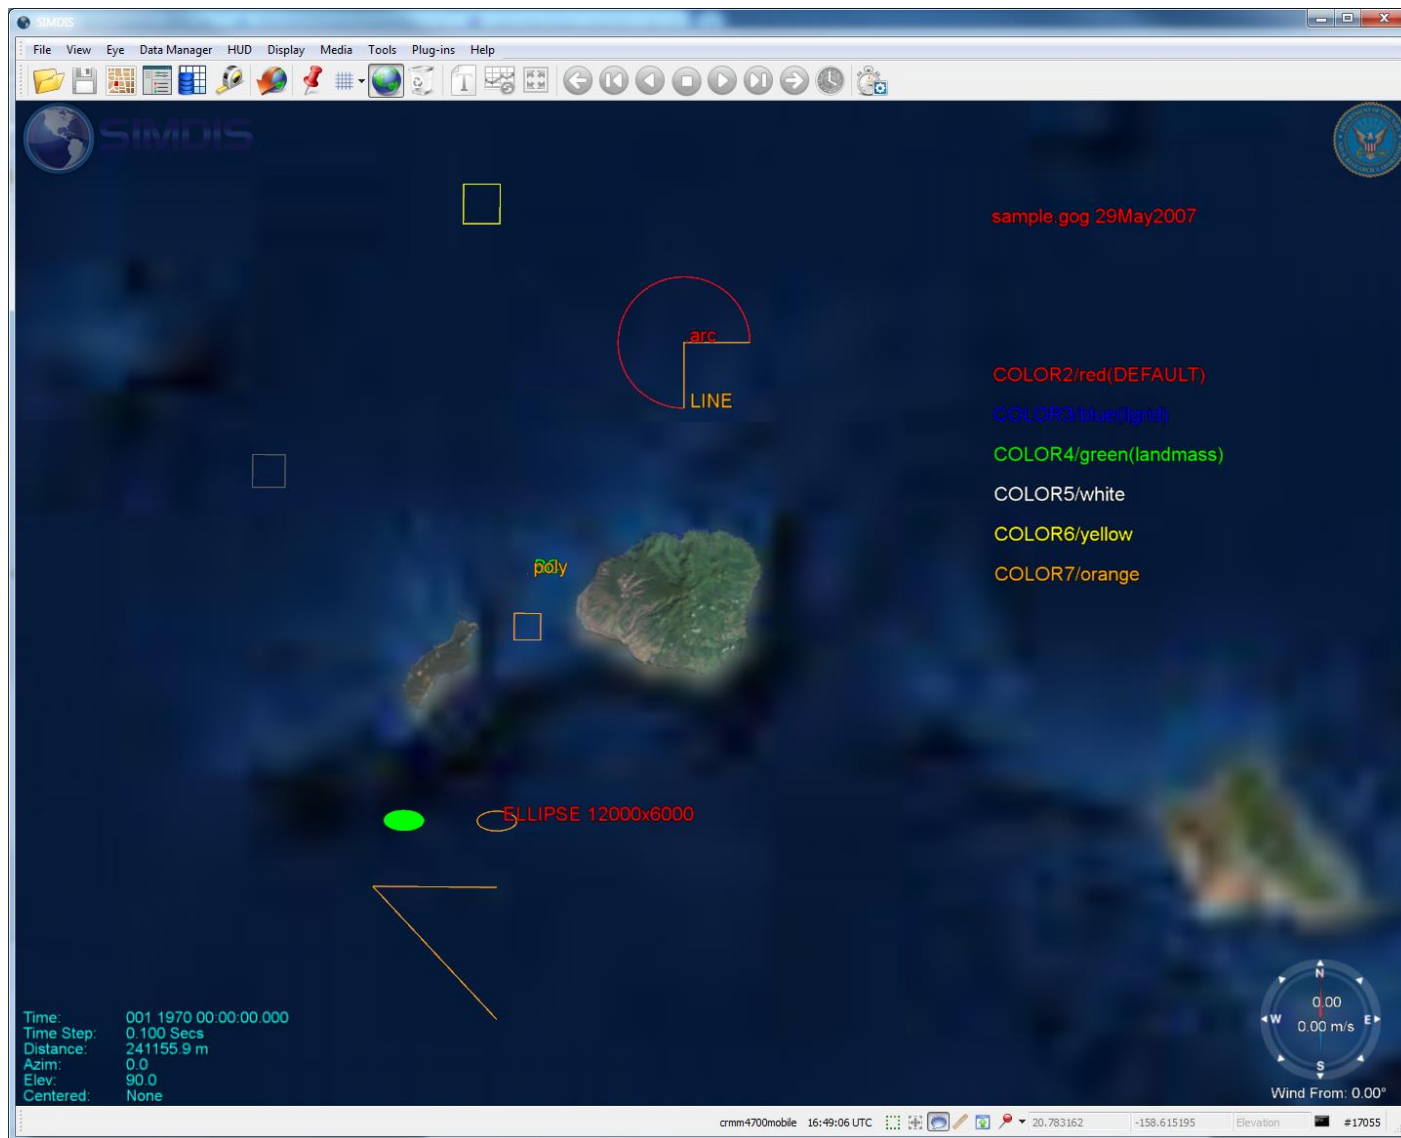 SIMDIS
File View Eye Data Manager HUD Display Media Tools Plug-ins Help
SIMDIS
sample.gog 29May2007
arc
LINE
COLOR2/red(DEFAULT)
COLOR3/blue(llgrid)
COLOR4/green(landmass)
COLOR5/white
COLOR6/yellow
COLOR7/orange
poly
ELLIPSE 12000x6000
Time: 001 1970 00:00:00.000
Time Step: 0.100 Secs
Distance: 241155.9 m
Azim: 0.0
Elev: 90.0
Centered: None
N
0.00
W 0.00 m/s E
S
Wind From: 0.00°
crmm4700mobile 16:49:06 UTC 20.783162 -158.615195 Elevation #17055